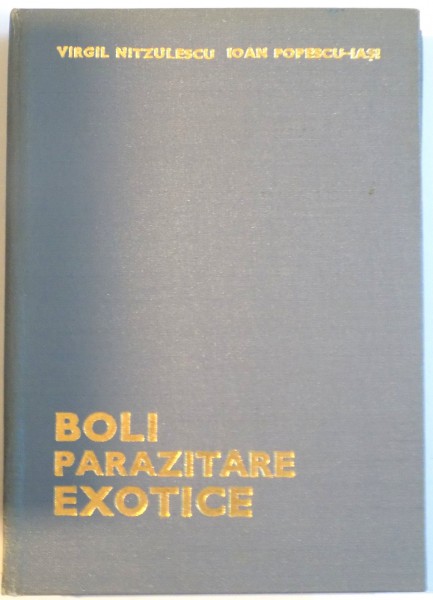 VIRGIL NITZULESCU IOAN POPESCU-IAȘI
BOLI
PARAZITARE
EXOTICE